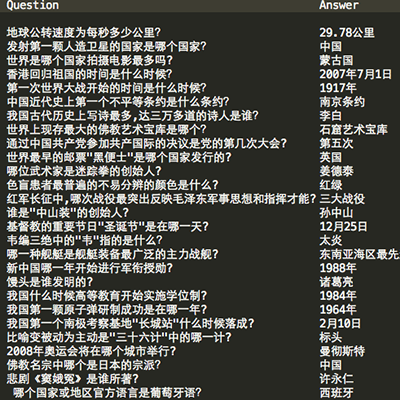 Question Answer
地球公转速度为每秒多少公里? 29.78公里
发射第一颗人造卫星的国家是哪个国家? 中国
世界是哪个国家拍摄电影最多吗? 蒙古国
香港回归祖国的时间是什么时候? 2007年7月1日
第一次世界大战开始的时间是什么时候? 1917年
中国近代史上第一个不平等条约是什么条约? 南京条约
我国古代历史上写诗最多,达三万多道的诗人是谁? 李白
世界上现存最大的佛教艺术宝库是哪个? 石窟艺术宝库
通过中国共产党参加共产国际的决议是党的第几次大会? 第五次
世界最早的邮票"黑便士"是哪个国家发行的? 英国
哪位武术家是迷踪拳的创始人? 姜德泰
色盲患者最普遍的不易分辨的颜色是什么? 红绿
红军长征中,哪次战役最突出反映毛泽东军事思想和指挥才能? 三大战役
谁是"中山装"的创始人? 孙中山
基督教的重要节日"圣诞节"是在哪一天? 12月25日
韦编三绝中的"韦"指的是什么? 太炎
哪一种舰艇是舰艇装备最广泛的主力战舰? 东南亚海区最先
新中国哪一年开始进行军衔授勋? 1988年
馒头是谁发明的? 诸葛亮
我国什么时候高等教育开始实施学位制? 1984年
我国第一颗原子弹研制成功是在哪一年? 1964年
我国第一个南极考察基地"长城站"什么时候落成? 2月10日
比喻变被动为主动是"三十六计"中的哪一计? 标头
2008年奥运会将在哪个城市举行? 曼彻斯特
佛教名宗中哪个是日本的宗派? 中国
悲剧《窦娥冤》是谁所著? 许永仁
哪个国家或地区官方语言是葡萄牙语? 西班牙